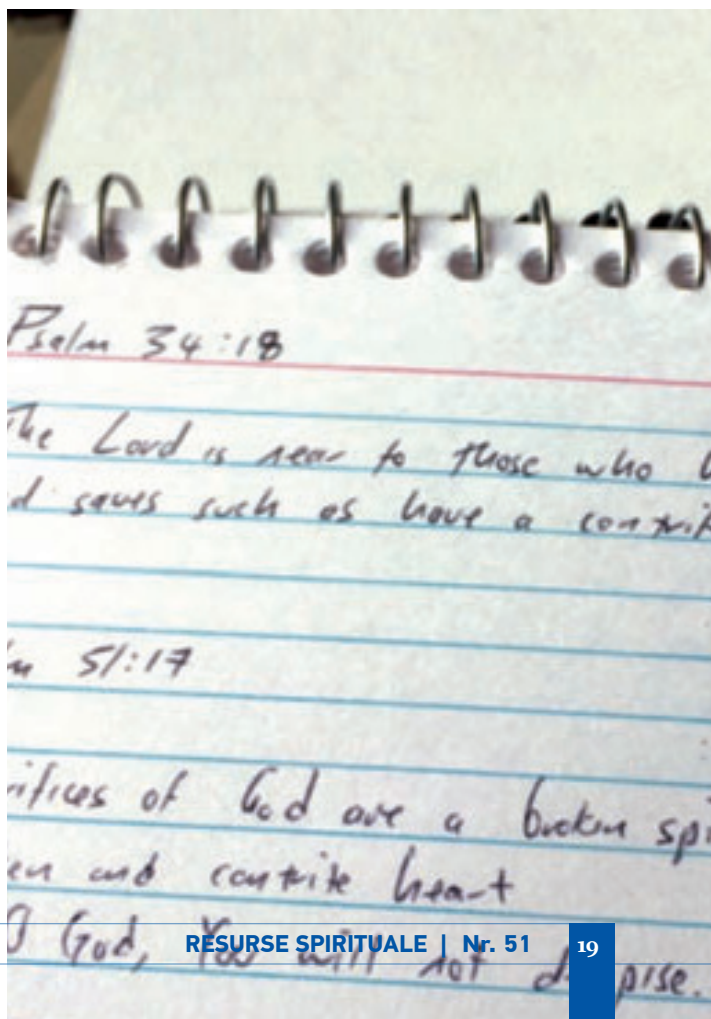 Psalm 34:18
The Lord is near to those who
d saves such as have a contrit
51:17
rifices of God are a broken spi
en and contrite heart
O God, You will not d pise.
RESURSE SPIRITUALE | Nr. 51 19